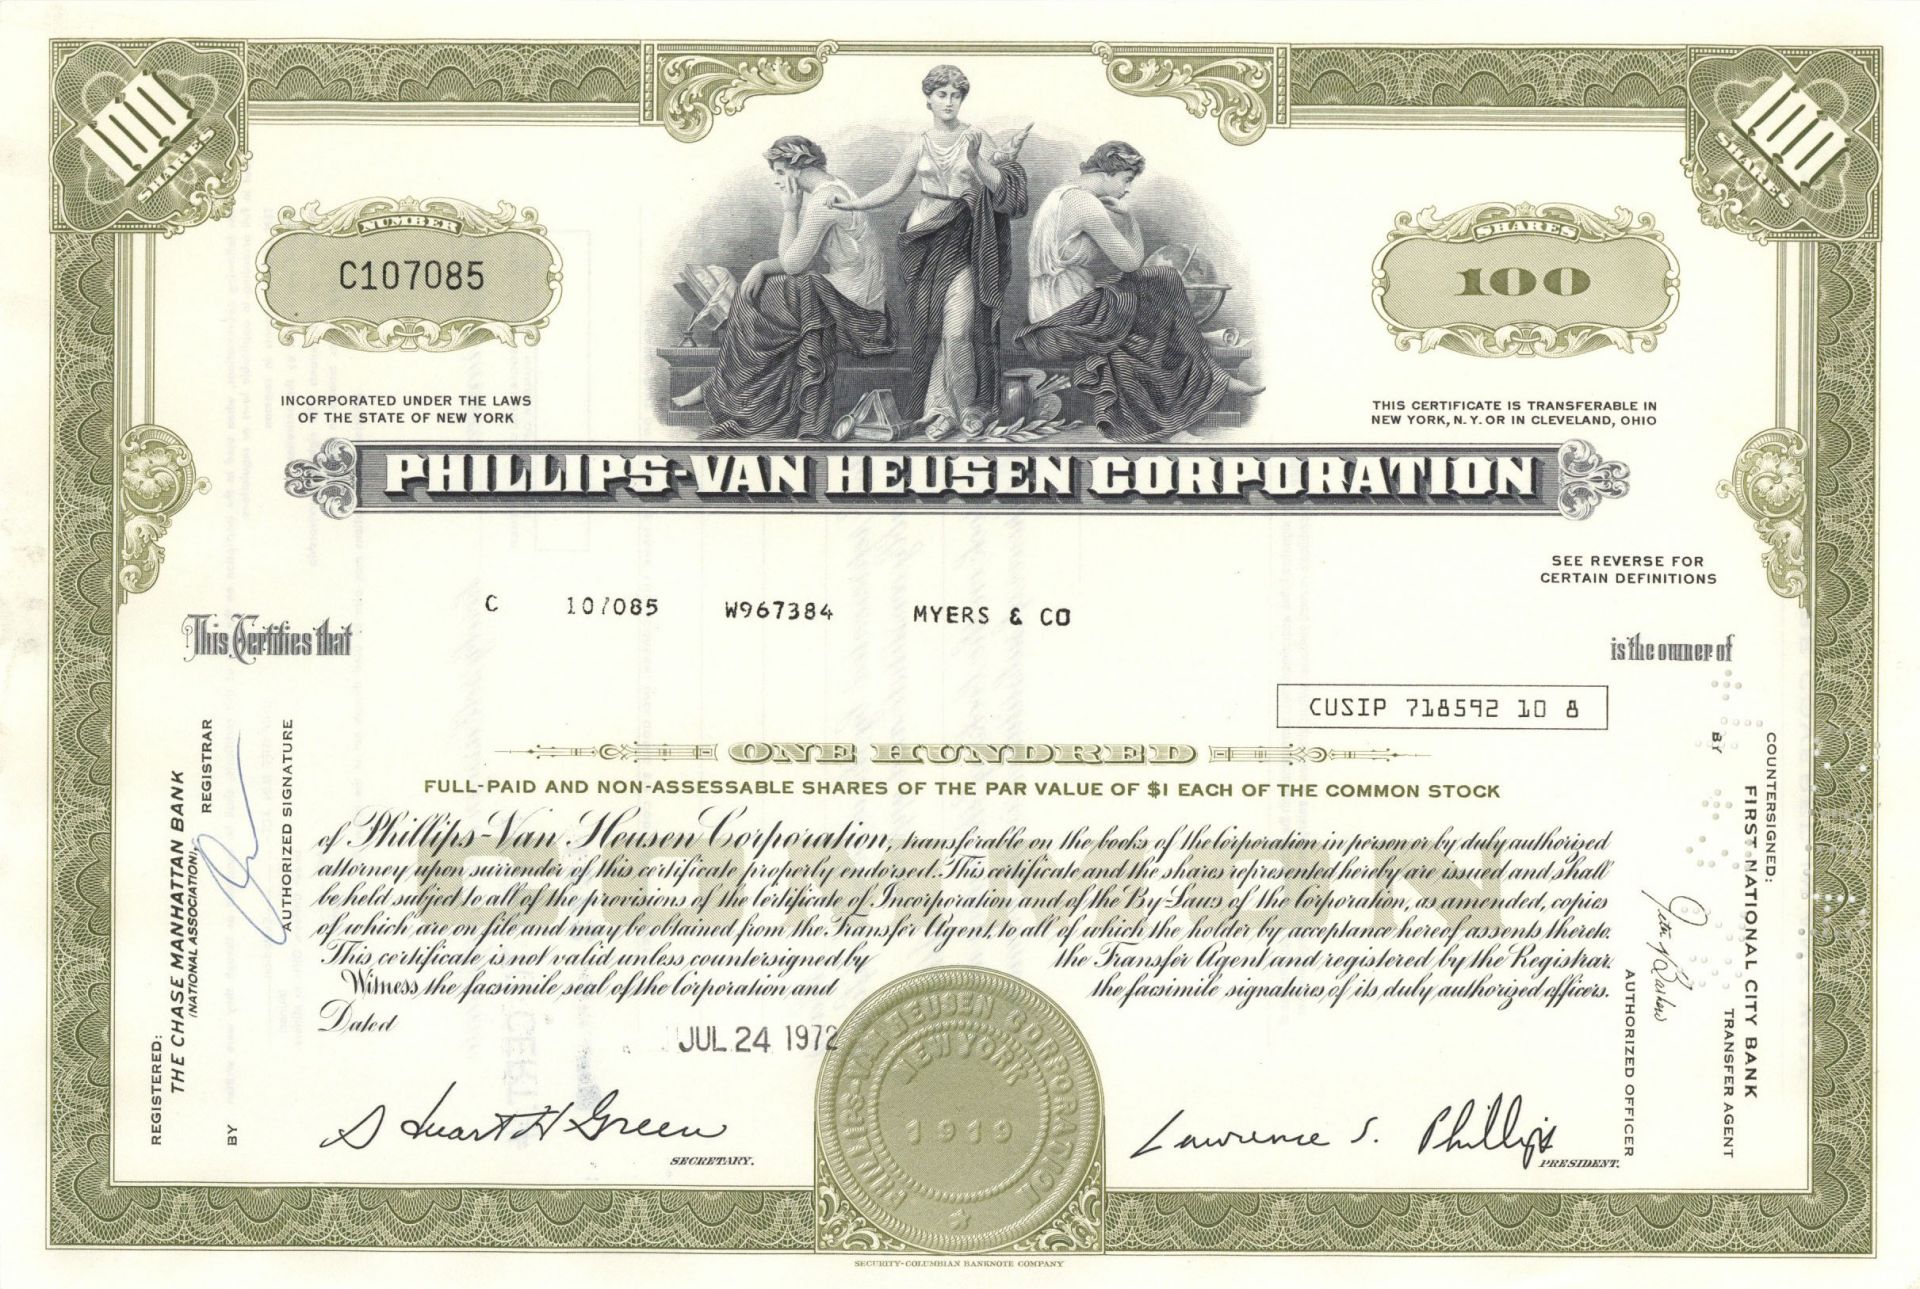 100
SHARES
100
SHARES
NUMBER
C107085
SHARES
100
INCORPORATED UNDER THE LAWS
OF THE STATE OF NEW YORK
THIS CERTIFICATE IS TRANSFERABLE IN
NEW YORK, N.Y. OR IN CLEVELAND, OHIO
PHILLIPS-VAN HEUSEN CORPORATION
SEE REVERSE FOR
CERTAIN DEFINITIONS
C 107085 W967384 MYERS & CO
This Certifies that
is the owner of
CUSIP 718592 10 8
ONE HUNDRED
FULL-PAID AND NON-ASSESSABLE SHARES OF THE PAR VALUE OF $1 EACH OF THE COMMON STOCK
COMMON
of Phillips-Van Heusen Corporation, transferable on the books of the Corporation in person or by duly authorized
attorney upon surrender of this certificate properly endorsed. This certificate and the shares represented hereby are issued and shall
be held subject to all of the provisions of the Certificate of Incorporation and of the By-Laws of the Corporation, as amended, copies
of which are on file and may be obtained from the Transfer Agent, to all of which the holder by acceptance hereof assents thereto.
This certificate is not valid unless countersigned by the Transfer Agent and registered by the Registrar.
Witness the facsimile seal of the Corporation and the facsimile signatures of its duly authorized officers.
Dated
JUL 24 1972
Stuart H Green
SECRETARY.
Lawrence S. Phillips
PRESIDENT.
PHILLIPS-VAN HEUSEN CORPORATION
NEW YORK
1919
REGISTERED:
THE CHASE MANHATTAN BANK
(NATIONAL ASSOCIATION),
REGISTRAR
BY
AUTHORIZED SIGNATURE
COUNTERSIGNED:
FIRST NATIONAL CITY BANK
TRANSFER AGENT
BY
AUTHORIZED OFFICER
SECURITY-COLUMBIAN BANKNOTE COMPANY